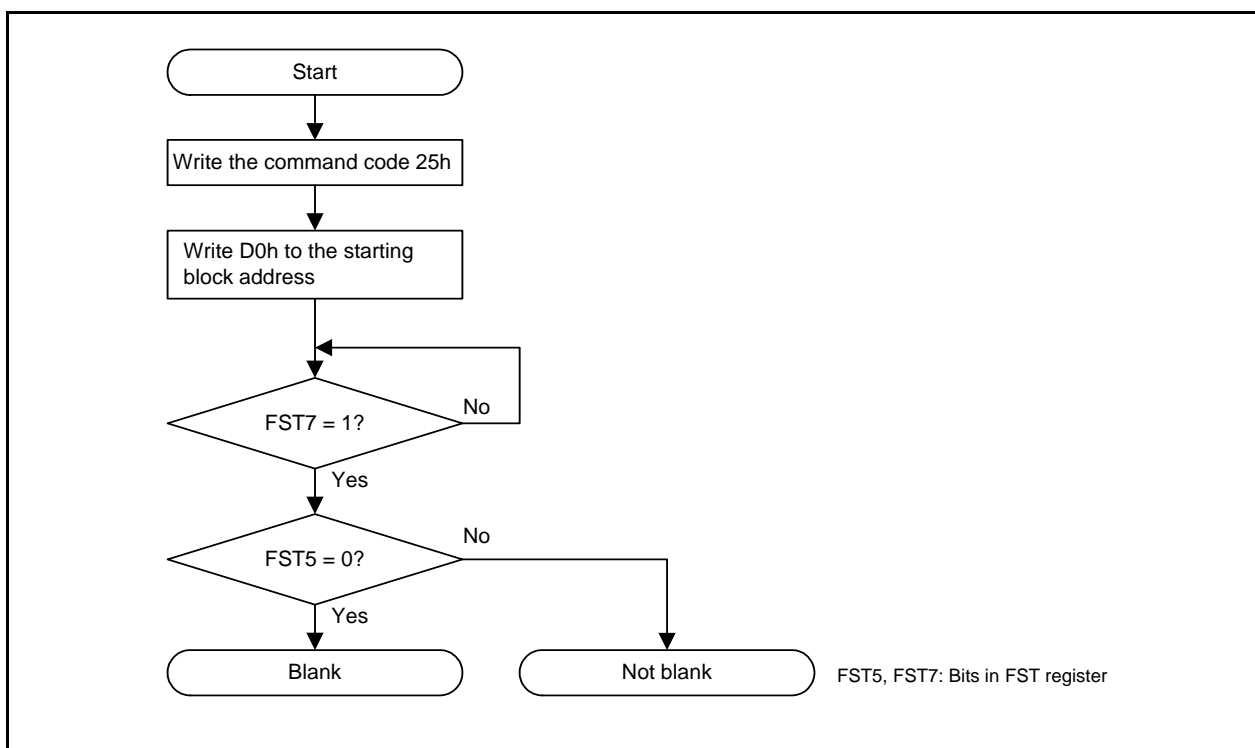 Start
Write the command code 25h
Write D0h to the starting
block address
FST7 = 1?
No
Yes
FST5 = 0?
No
Yes
Blank
Not blank
FST5, FST7: Bits in FST register